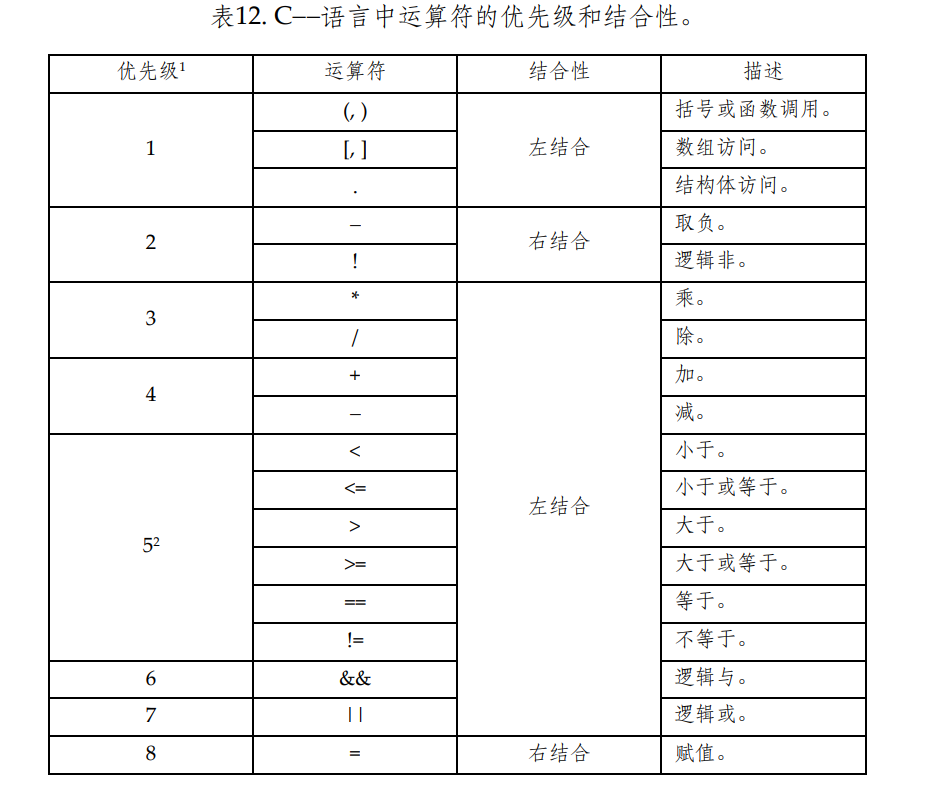 表12. C−−语言中运算符的优先级和结合性。
优先级¹ 运算符 结合性 描述
1 (, ) 左结合 括号或函数调用。
[, ] 数组访问。
. 结构体访问。
2 − 右结合 取负。
! 逻辑非。
3 * 左结合 乘。
/ 除。
4 + 加。
− 减。
5² < 小于。
<= 小于或等于。
> 大于。
>= 大于或等于。
== 等于。
!= 不等于。
6 && 逻辑与。
7 || 逻辑或。
8 = 右结合 赋值。